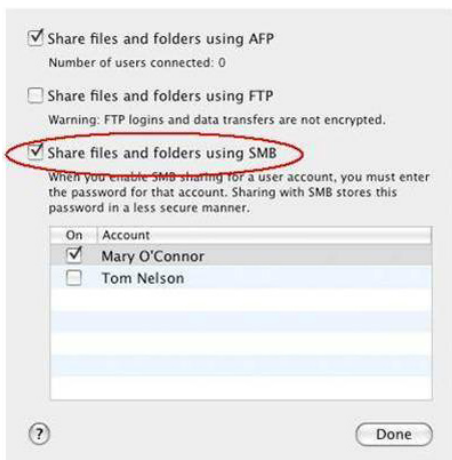 Share files and folders using AFP
Number of users connected: 0
Share files and folders using FTP
Warning: FTP logins and data transfers are not encrypted.
Share files and folders using SMB
When you enable SMB sharing for a user account, you must enter
the password for that account. Sharing with SMB stores this
password in a less secure manner.
On Account
Mary O'Connor
Tom Nelson
? Done